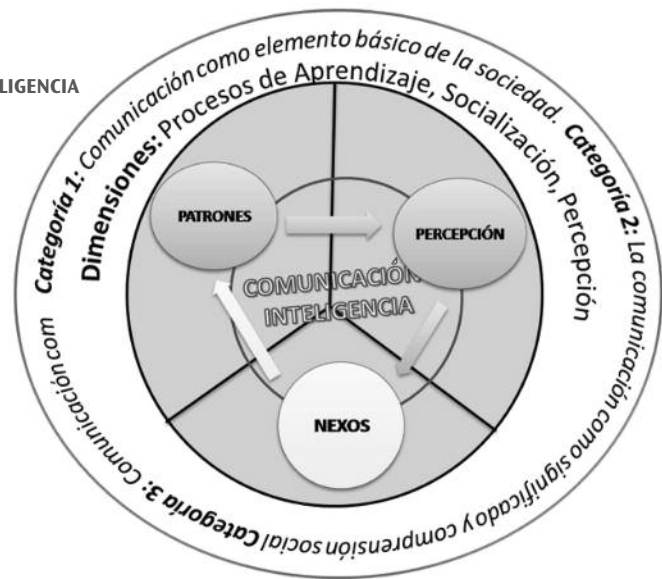 LIGENCIA
Categoría 1: Comunicación como elemento básico de la sociedad. Categoría 2: La comunicación como significado y comprensión social Categoría 3: Comunicación com
Dimensiones: Procesos de Aprendizaje, Socialización, Percepción
PATRONES
PERCEPCIÓN
COMUNICACIÓN
INTELIGENCIA
NEXOS